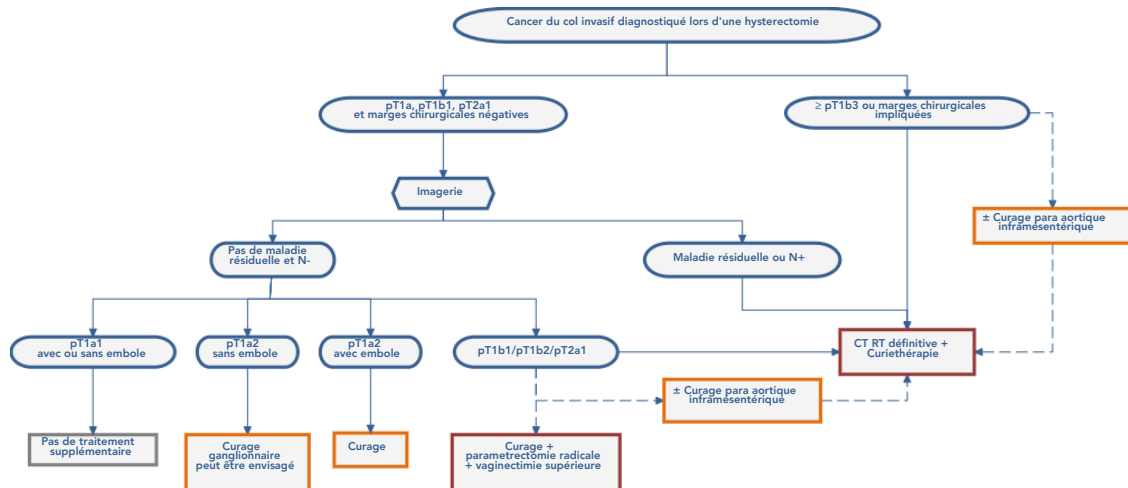 Cancer du col invasif diagnostiqué lors d'une hysterectomie
pT1a, pT1b1, pT2a1
et marges chirurgicales négatives
≥ pT1b3 ou marges chirurgicales
impliquées
Imagerie
± Curage para aortique
inframésentérique
Pas de maladie
résiduelle et N-
Maladie résiduelle ou N+
pT1a1
avec ou sans embole
pT1a2
sans embole
pT1a2
avec embole
pT1b1/pT1b2/pT2a1
CT RT définitive +
Curiethérapie
± Curage para aortique
inframésentérique
Pas de traitement
supplémentaire
Curage
ganglionnaire
peut être envisagé
Curage
Curage +
parametrectomie radicale
+ vaginectimie supérieure